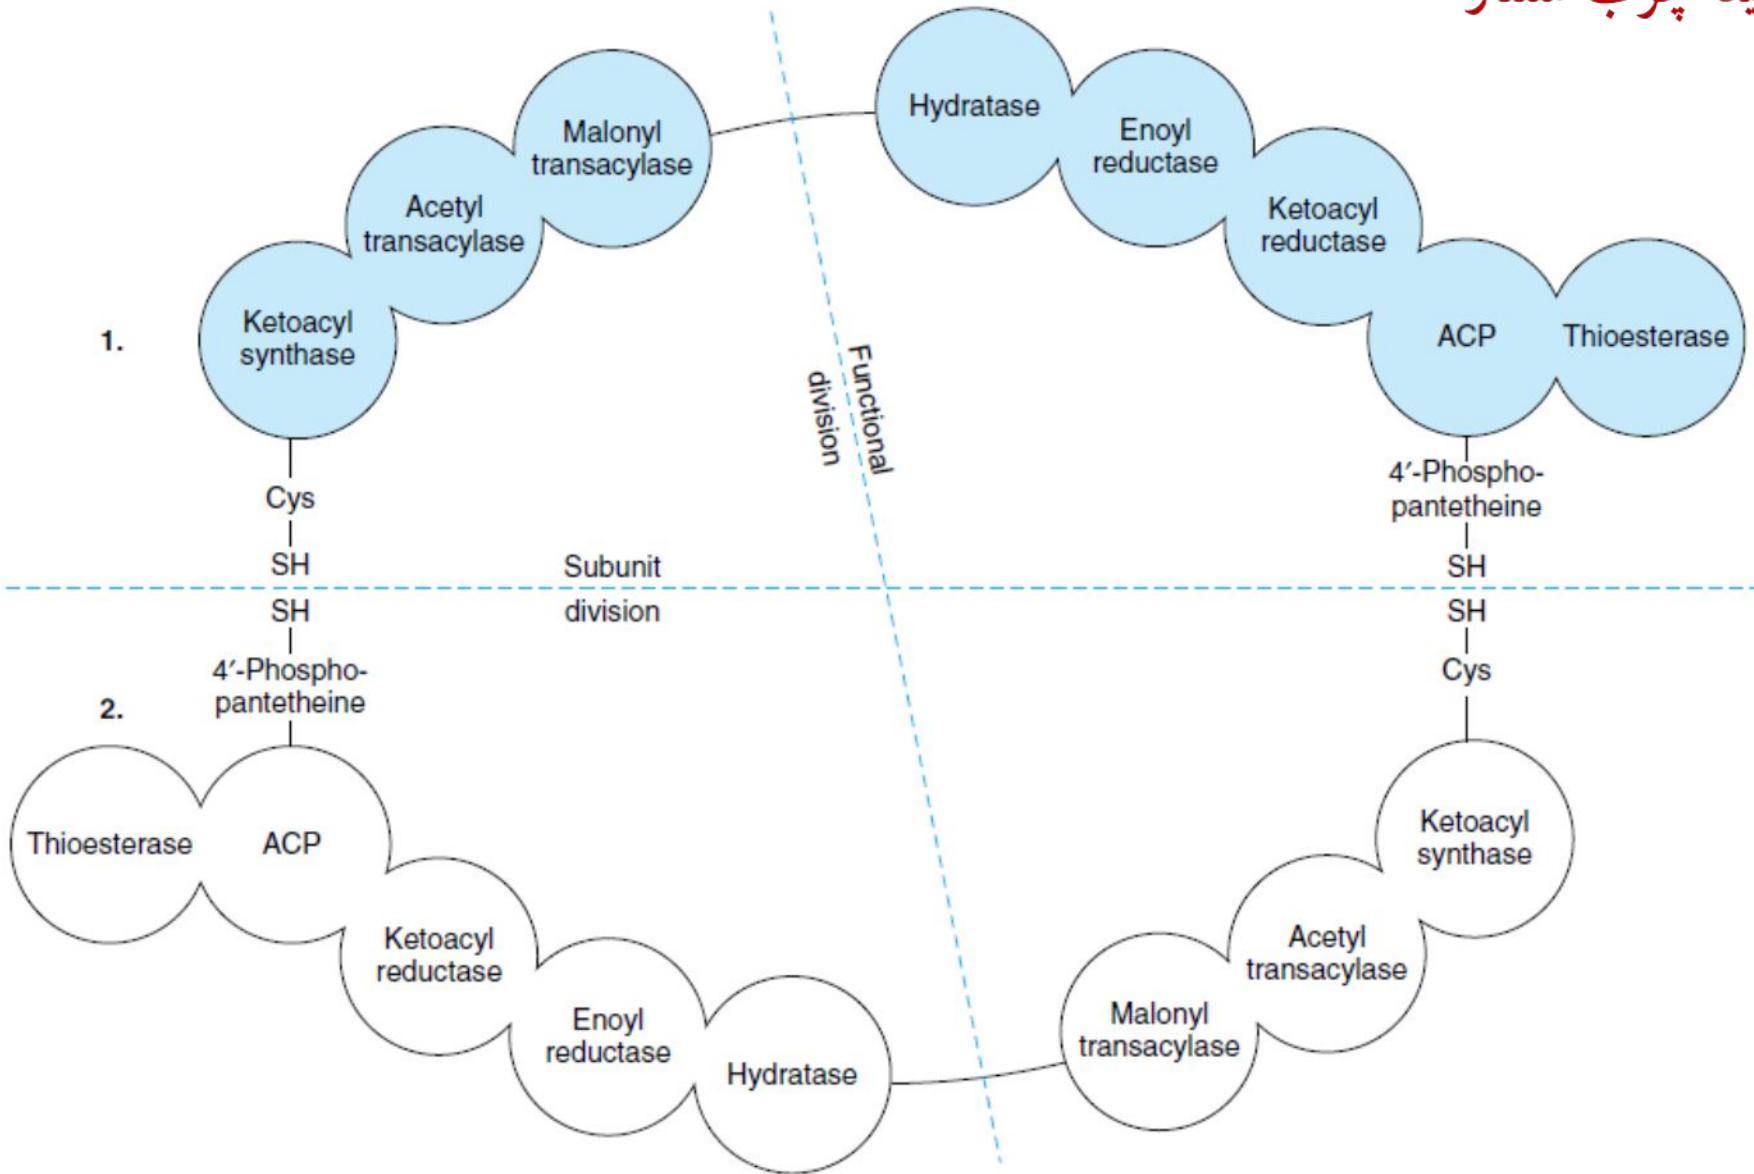 Hydratase
Malonyl
transacylase
Enoyl
reductase
Acetyl
transacylase
Ketoacyl
reductase
Ketoacyl
synthase
1.
ACP
Thioesterase
Functional
division
Cys
SH
4′-Phospho-
pantetheine
SH
Subunit
division
SH
4′-Phospho-
pantetheine
SH
Cys
2.
Thioesterase
ACP
Ketoacyl
synthase
Ketoacyl
reductase
Acetyl
transacylase
Enoyl
reductase
Malonyl
transacylase
Hydratase